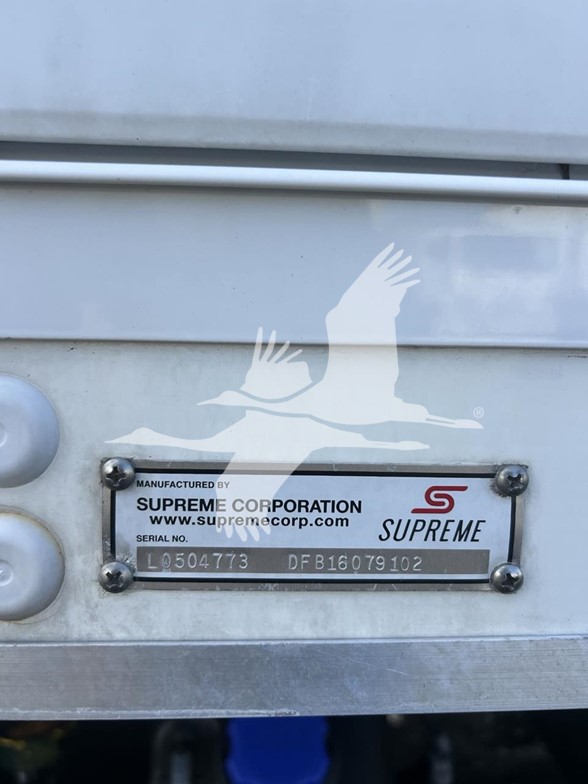 MANUFACTURED BY
SUPREME CORPORATION
www.supremecorp.com
SUPREME
SERIAL NO.
L0504773 DFB16079102
®